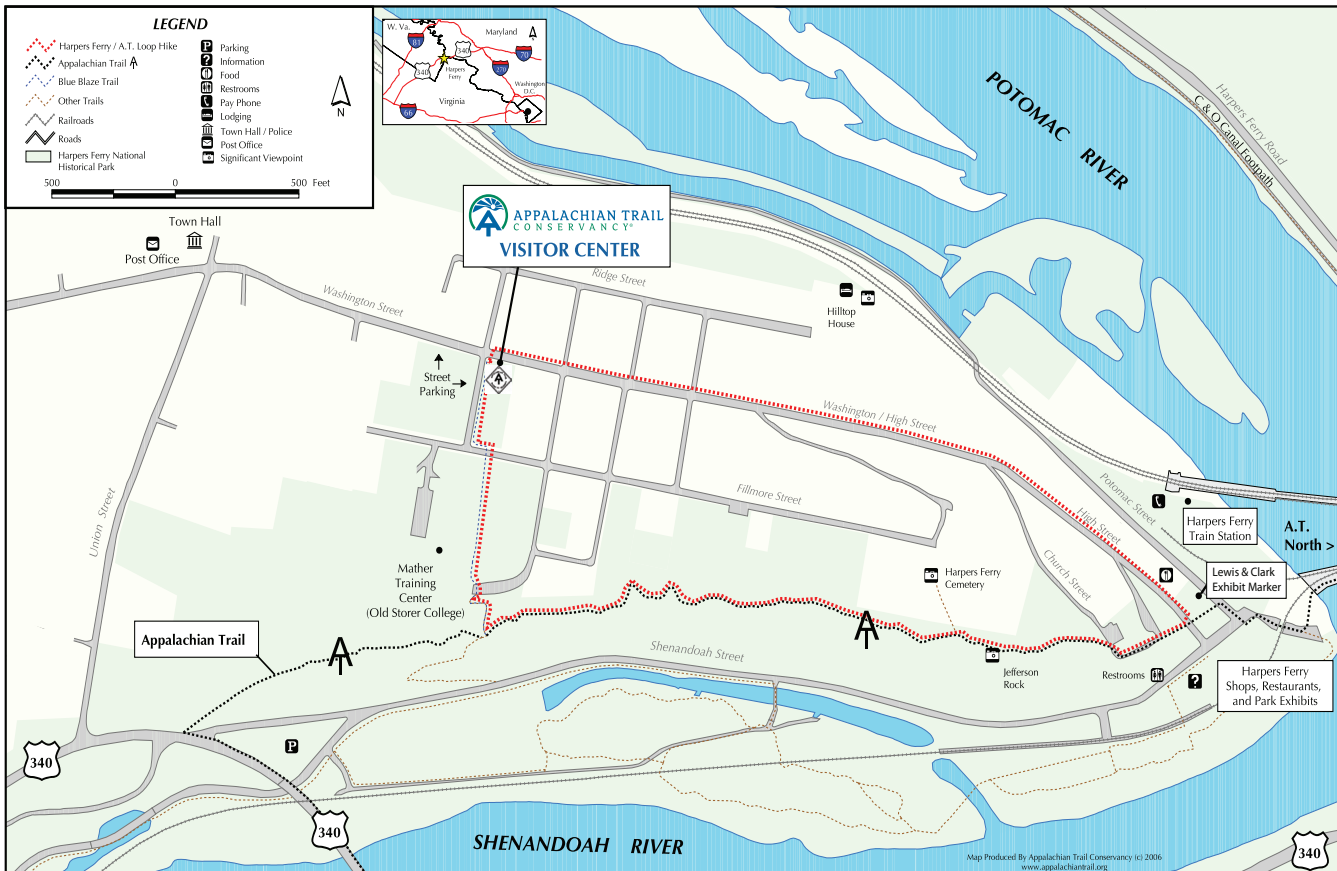 LEGEND
Harpers Ferry / A.T. Loop Hike
Appalachian Trail
Blue Blaze Trail
Other Trails
Railroads
Roads
Harpers Ferry National
Historical Park
P Parking
? Information
Food
Restrooms
Pay Phone
Lodging
Town Hall / Police
Post Office
Significant Viewpoint
N
500 0 500 Feet
W. Va.
Maryland
81
340
70
Harpers
Ferry
340
270
Washington
D.C.
Virginia
66
POTOMAC RIVER
Harpers Ferry Road
C & O Canal Footpath
APPALACHIAN TRAIL
CONSERVANCY®
VISITOR CENTER
Town Hall
Post Office
Ridge Street
Washington Street
Hilltop
House
Street
Parking
Washington / High Street
Union Street
Fillmore Street
Potomac Street
High Street
Church Street
Harpers Ferry
Train Station
A.T.
North >
Mather
Training
Center
(Old Storer College)
Harpers Ferry
Cemetery
Lewis & Clark
Exhibit Marker
Appalachian Trail
Shenandoah Street
Jefferson
Rock
Restrooms
?
Harpers Ferry
Shops, Restaurants,
and Park Exhibits
P
340
340
340
SHENANDOAH RIVER
Map Produced By Appalachian Trail Conservancy (c) 2006
www.appalachiantrail.org